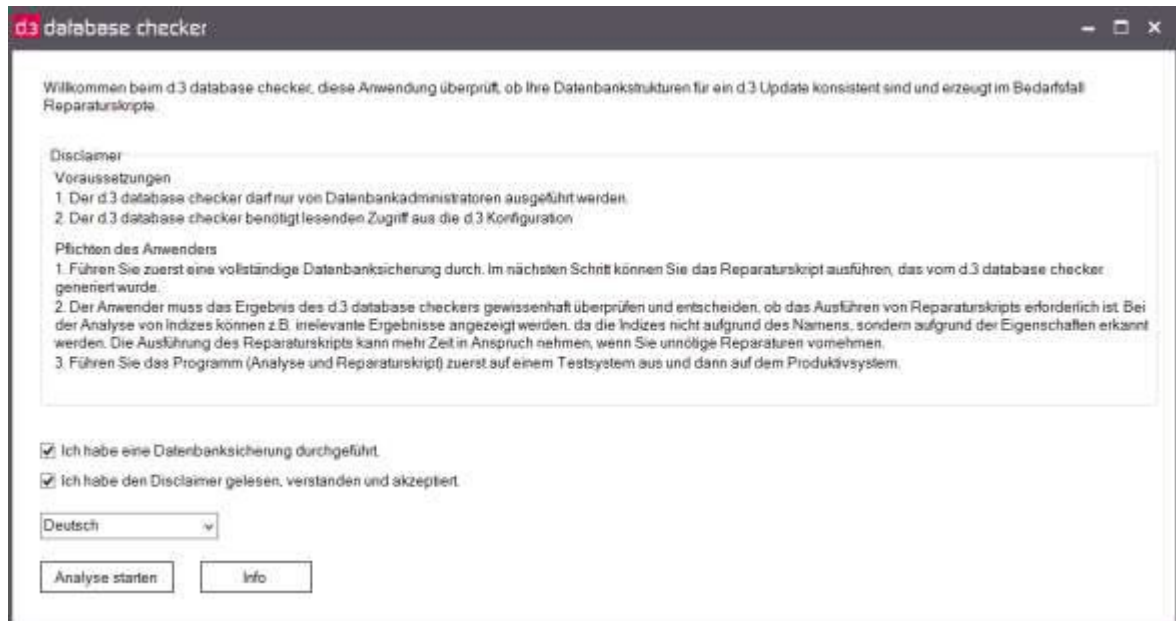 d3 database checker
Willkommen beim d.3 database checker, diese Anwendung überprüft, ob Ihre Datenbankstrukturen für ein d.3 Update konsistent sind und erzeugt im Bedarfsfall
Reparaturskripte.
Disclaimer
Voraussetzungen
1. Der d.3 database checker darf nur von Datenbankadministratoren ausgeführt werden.
2. Der d.3 database checker benötigt lesenden Zugriff aus die d.3 Konfiguration
Pflichten des Anwenders
1. Führen Sie zuerst eine vollständige Datenbanksicherung durch. Im nächsten Schritt können Sie das Reparaturskript ausführen, das vom d.3 database checker
generiert wurde.
2. Der Anwender muss das Ergebnis des d.3 database checkers gewissenhaft überprüfen und entscheiden, ob das Ausführen von Reparaturskripts erforderlich ist. Bei
der Analyse von Indizes können z.B. irrelevante Ergebnisse angezeigt werden, da die Indizes nicht aufgrund des Namens, sondern aufgrund der Eigenschaften erkannt
werden. Die Ausführung des Reparaturskripts kann mehr Zeit in Anspruch nehmen, wenn Sie unnötige Reparaturen vornehmen.
3. Führen Sie das Programm (Analyse und Reparaturskript) zuerst auf einem Testsystem aus und dann auf dem Produktivsystem.
Ich habe eine Datenbanksicherung durchgeführt.
Ich habe den Disclaimer gelesen, verstanden und akzeptiert.
Deutsch
Analyse starten
Info